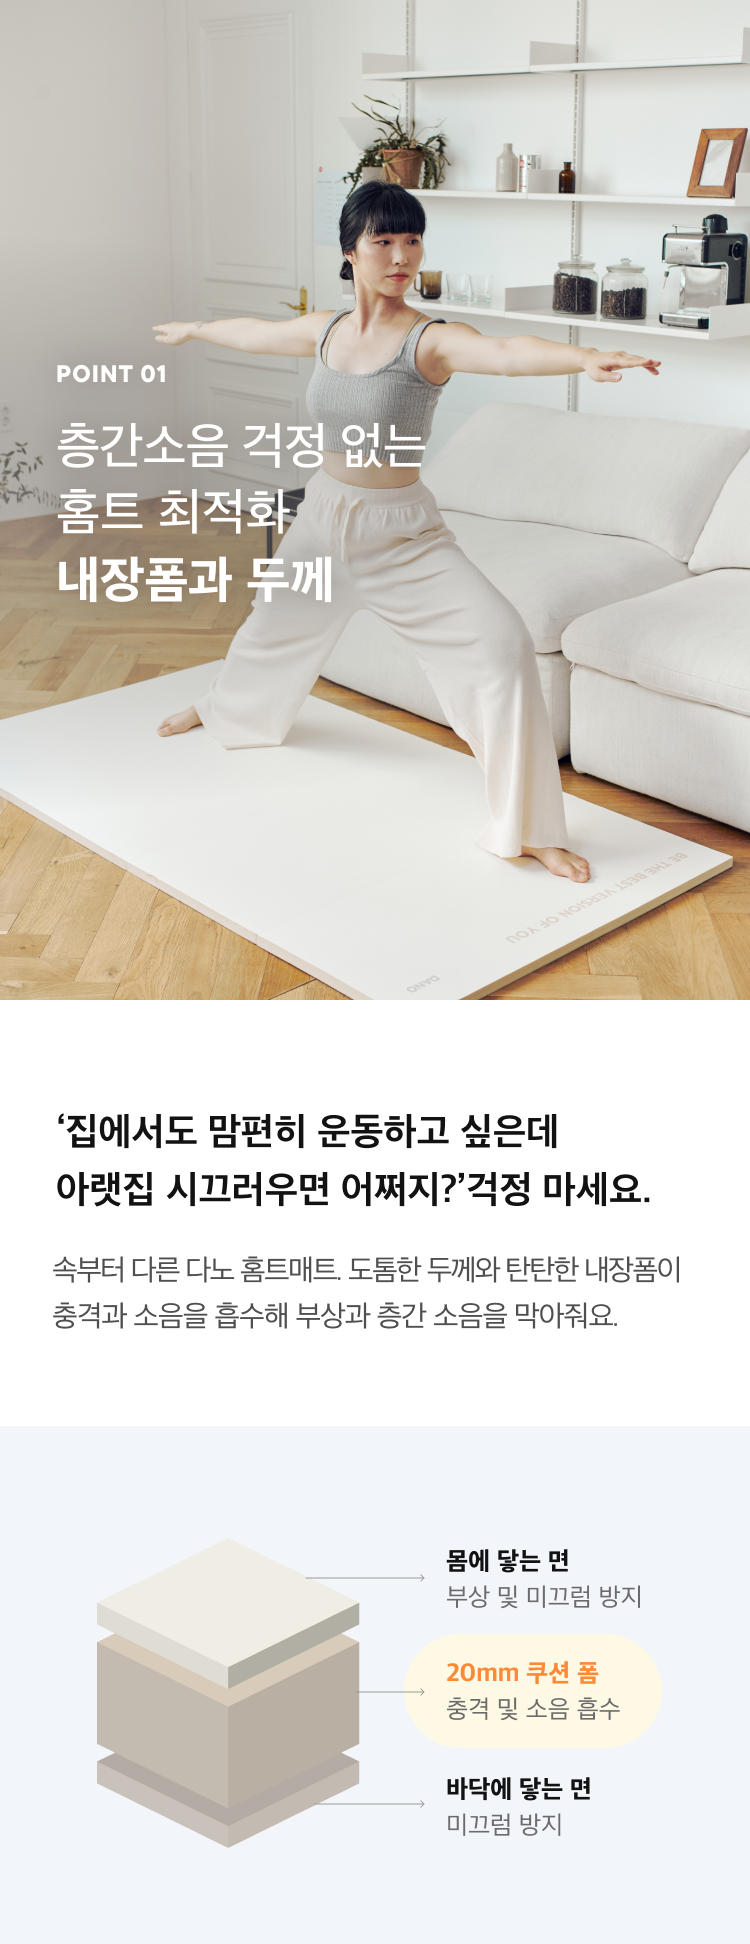 POINT 01
층간소음 걱정 없는
홈트 최적화
내장폼과 두께
BE THE BEST VERSION OF YOU
DANO
‘집에서도 맘편히 운동하고 싶은데
아랫집 시끄러우면 어쩌지?’걱정 마세요.
속부터 다른 다노 홈트매트. 도톰한 두께와 탄탄한 내장폼이
충격과 소음을 흡수해 부상과 층간 소음을 막아줘요.
몸에 닿는 면
부상 및 미끄럼 방지
20mm 쿠션 폼
충격 및 소음 흡수
바닥에 닿는 면
미끄럼 방지